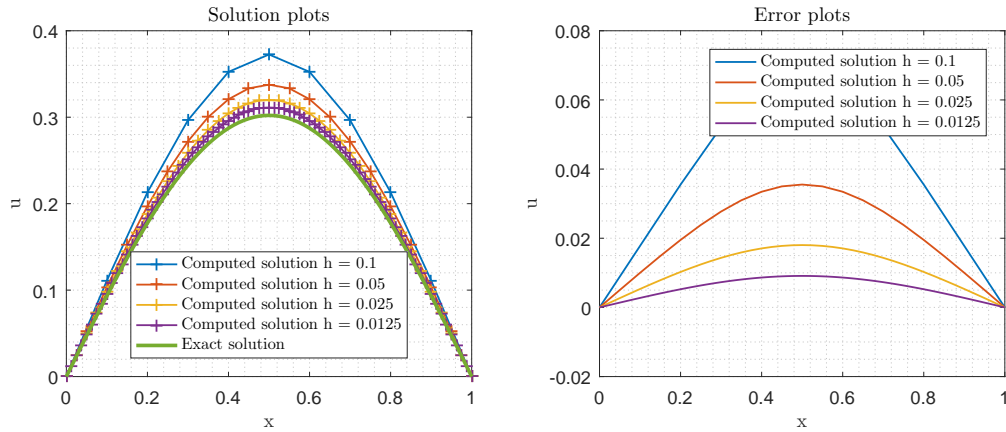 Solution plots
0.4
0.3
0.2
0.1
0
u
Computed solution h = 0.1
Computed solution h = 0.05
Computed solution h = 0.025
Computed solution h = 0.0125
Exact solution
0 0.2 0.4 0.6 0.8 1
x
Error plots
0.08
0.06
0.04
0.02
0
-0.02
u
Computed solution h = 0.1
Computed solution h = 0.05
Computed solution h = 0.025
Computed solution h = 0.0125
0 0.2 0.4 0.6 0.8 1
x